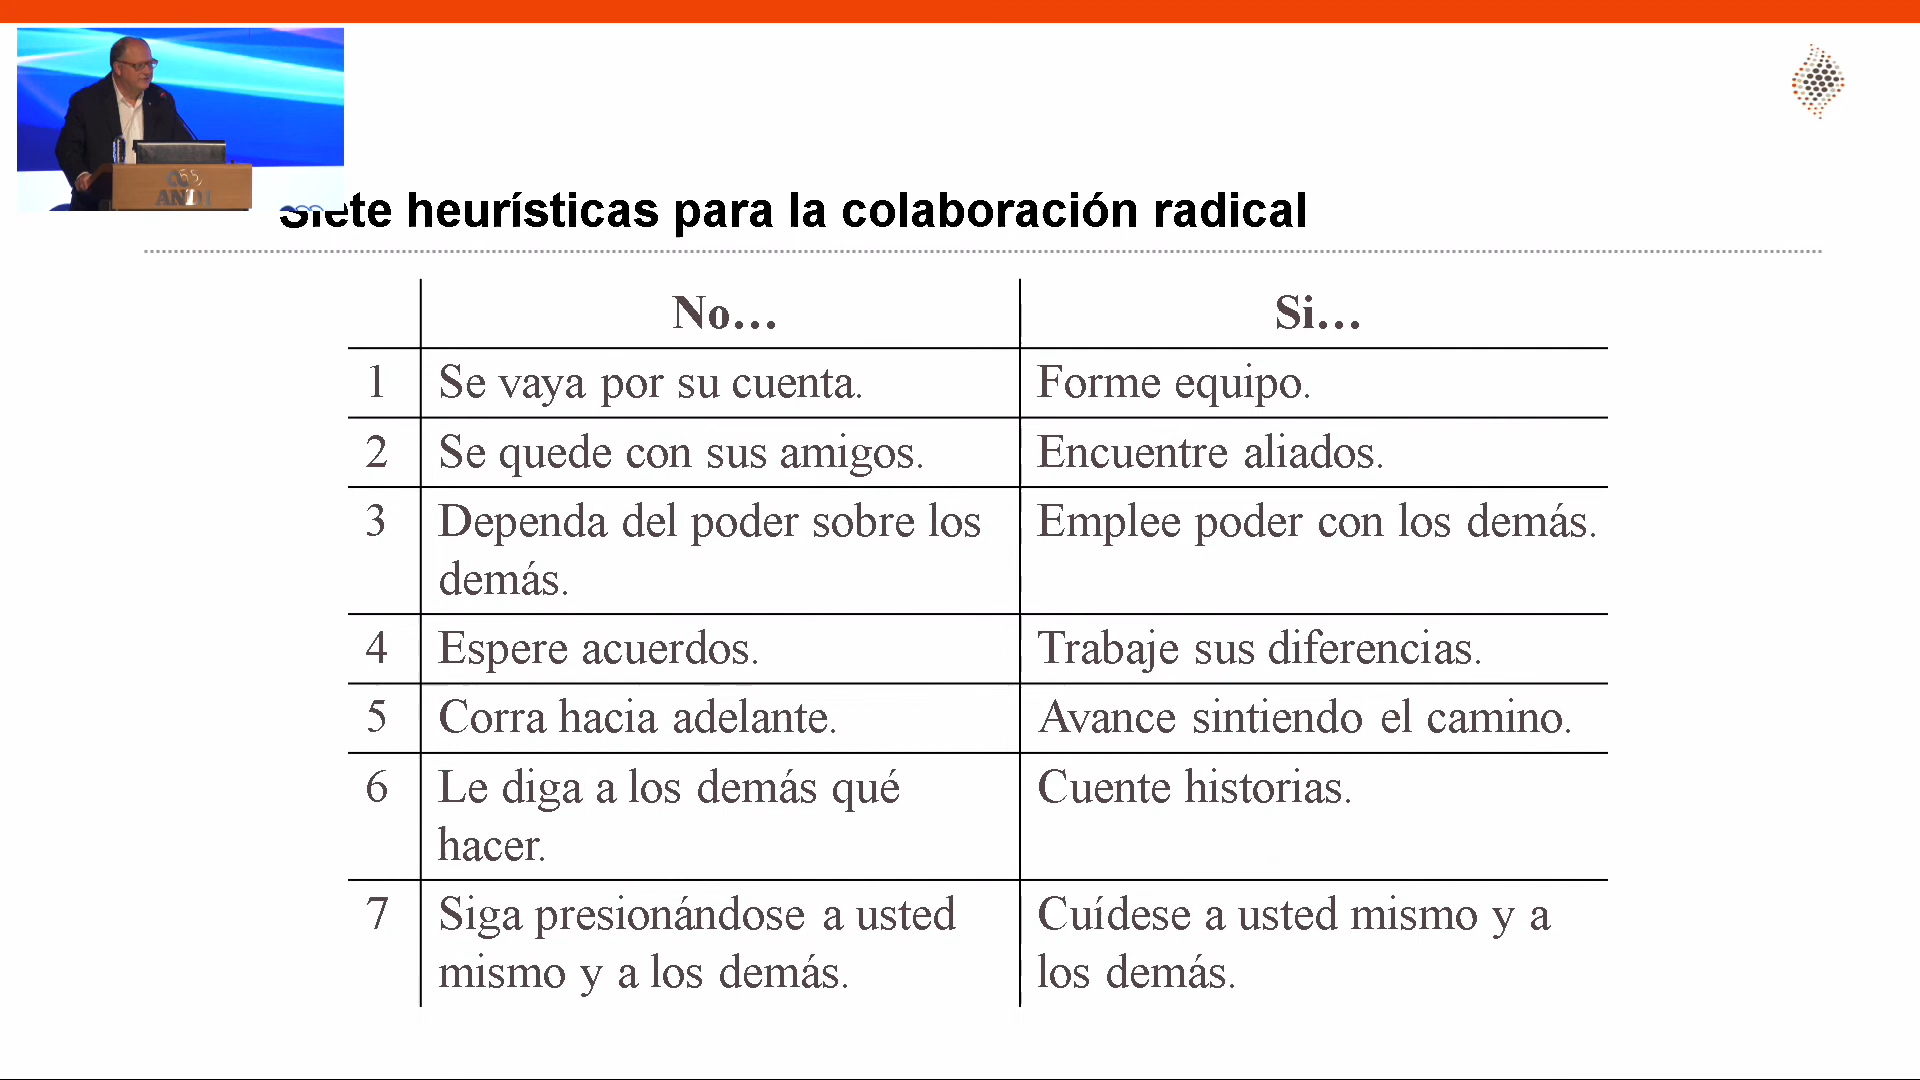 ANDI
Siete heurísticas para la colaboración radical
No… Si…
1 Se vaya por su cuenta. Forme equipo.
2 Se quede con sus amigos. Encuentre aliados.
3 Dependa del poder sobre los Emplee poder con los demás.
demás.
4 Espere acuerdos. Trabaje sus diferencias.
5 Corra hacia adelante. Avance sintiendo el camino.
6 Le diga a los demás qué Cuente historias.
hacer.
7 Siga presionándose a usted Cuídese a usted mismo y a
mismo y a los demás. los demás.